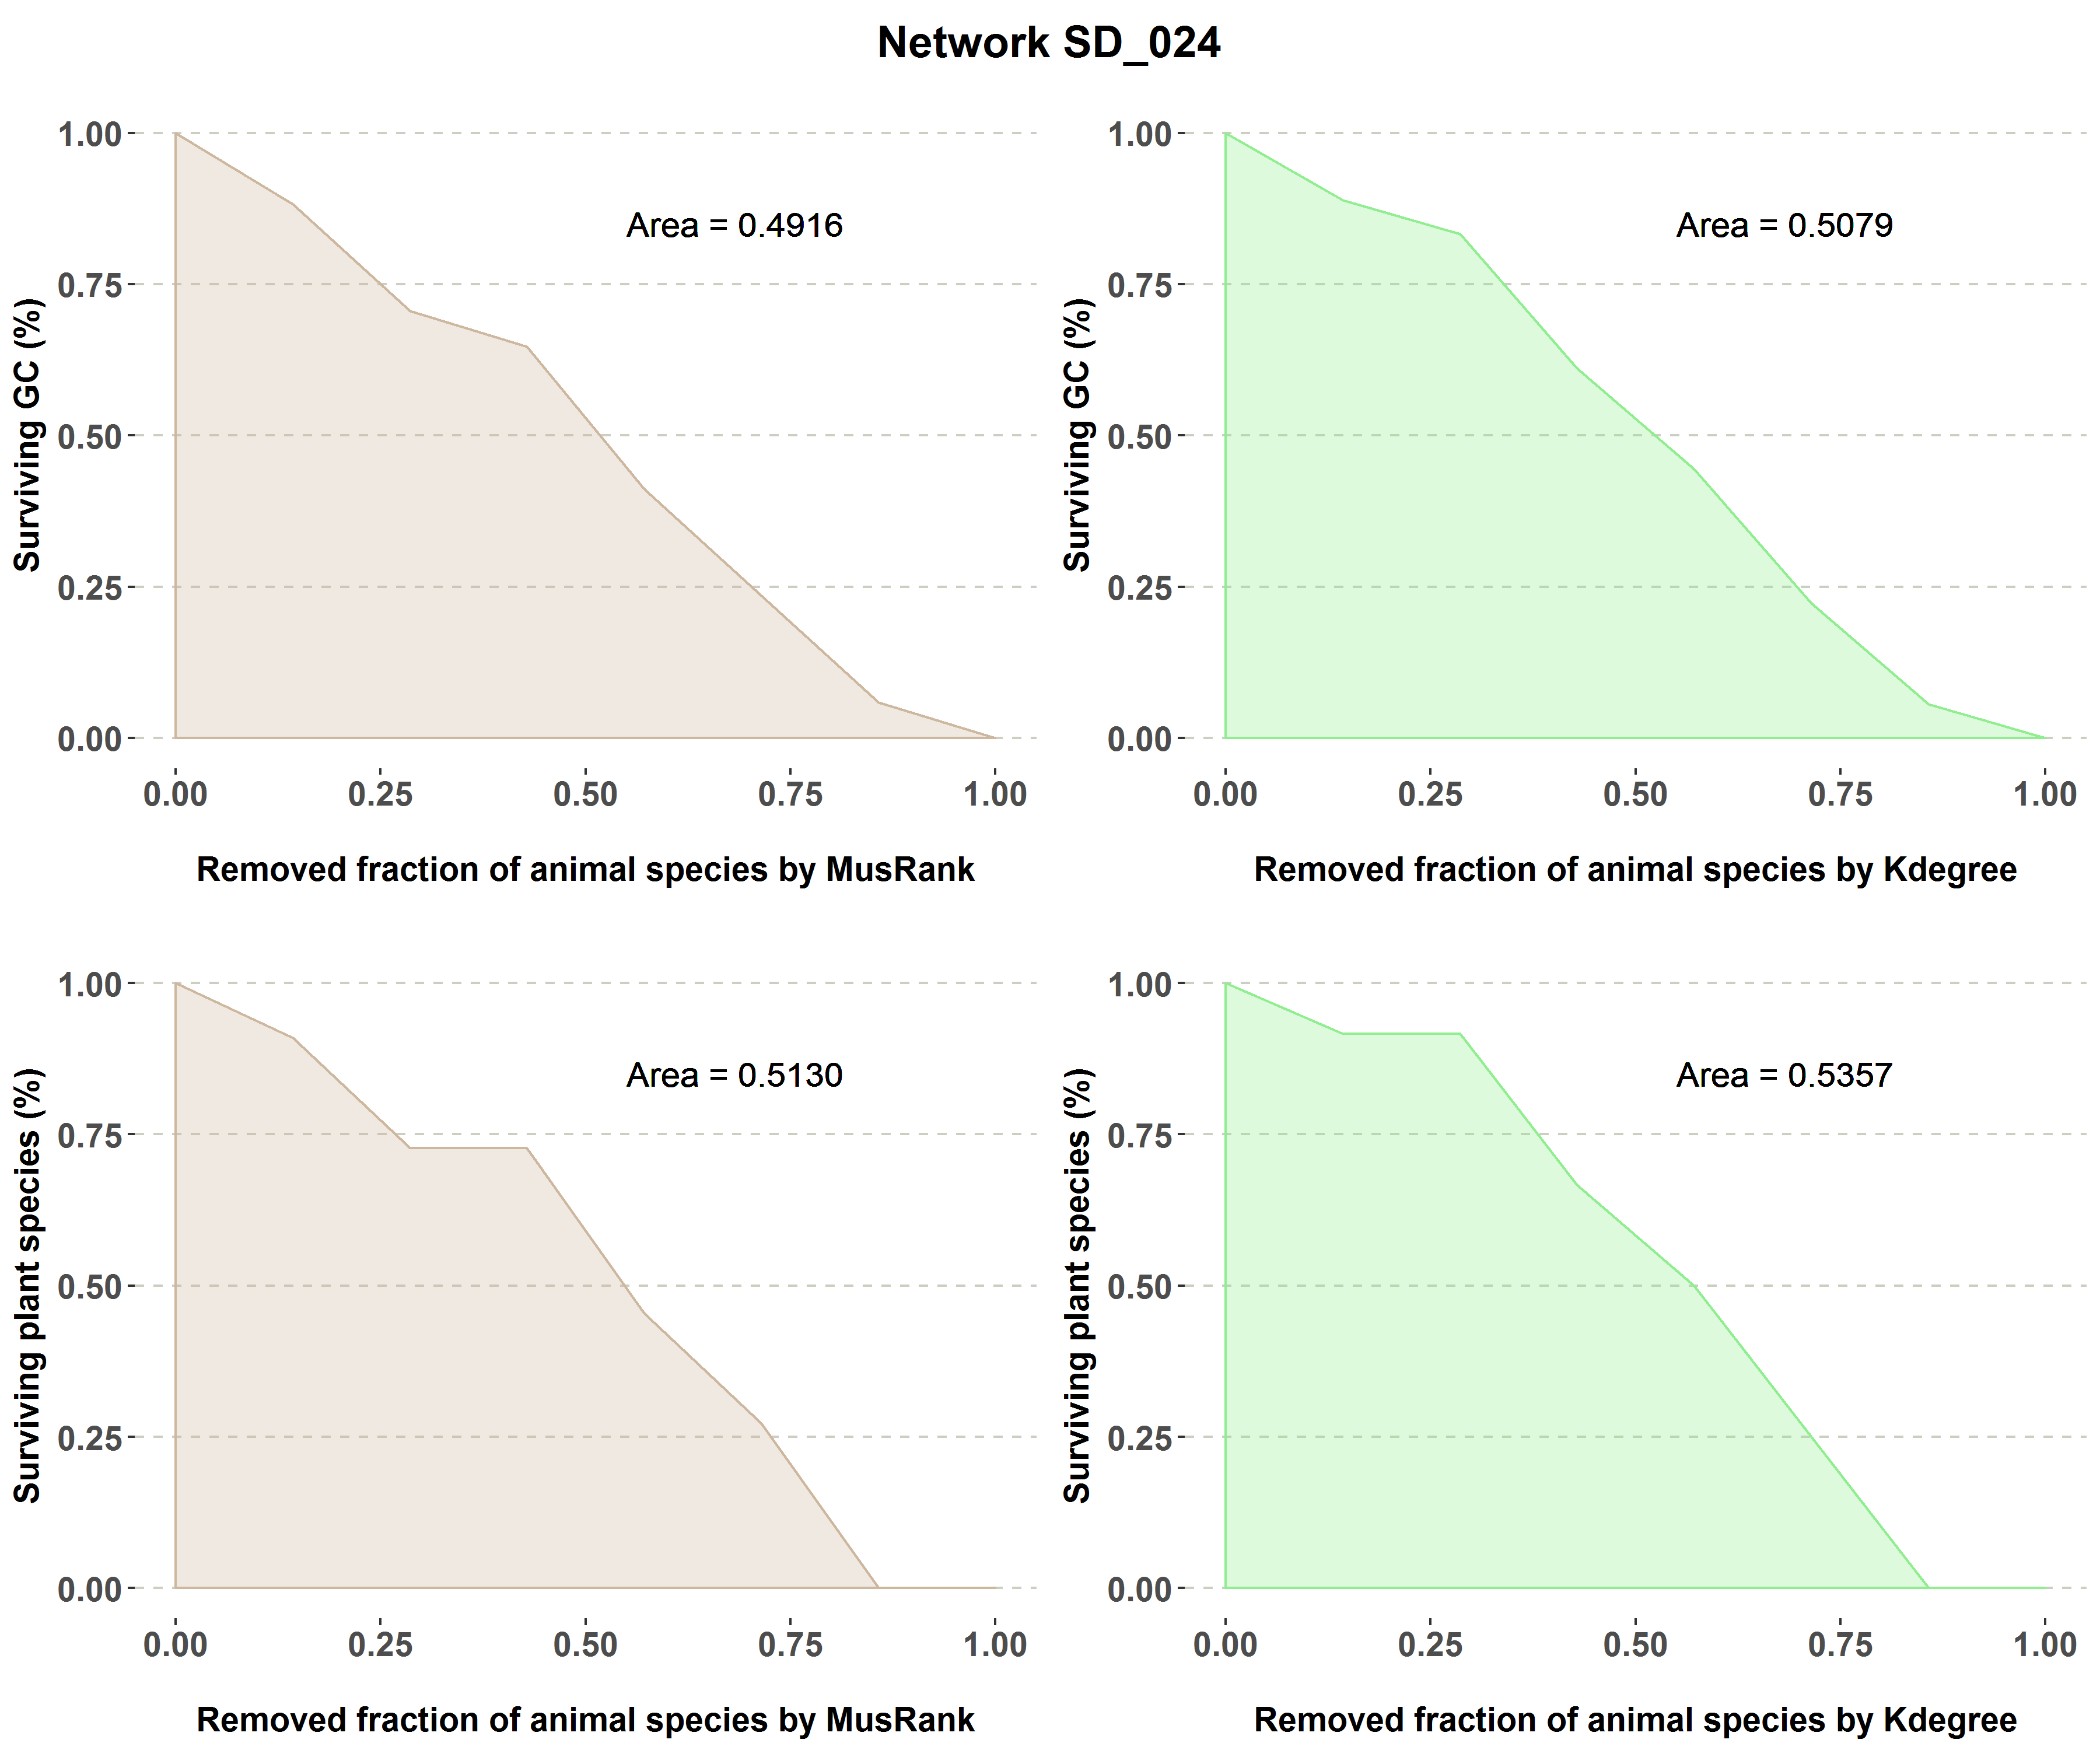 Network SD_024
Surviving GC (%)
1.00
0.75
0.50
0.25
0.00
Area = 0.4916
0.00 0.25 0.50 0.75 1.00
Removed fraction of animal species by MusRank
Surviving GC (%)
1.00
0.75
0.50
0.25
0.00
Area = 0.5079
0.00 0.25 0.50 0.75 1.00
Removed fraction of animal species by Kdegree
Surviving plant species (%)
1.00
0.75
0.50
0.25
0.00
Area = 0.5130
0.00 0.25 0.50 0.75 1.00
Removed fraction of animal species by MusRank
Surviving plant species (%)
1.00
0.75
0.50
0.25
0.00
Area = 0.5357
0.00 0.25 0.50 0.75 1.00
Removed fraction of animal species by Kdegree